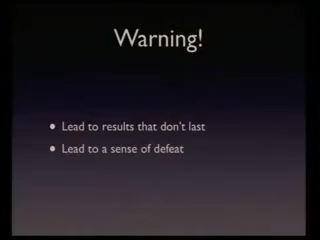 Warning!
• Lead to results that don't last
• Lead to a sense of defeat